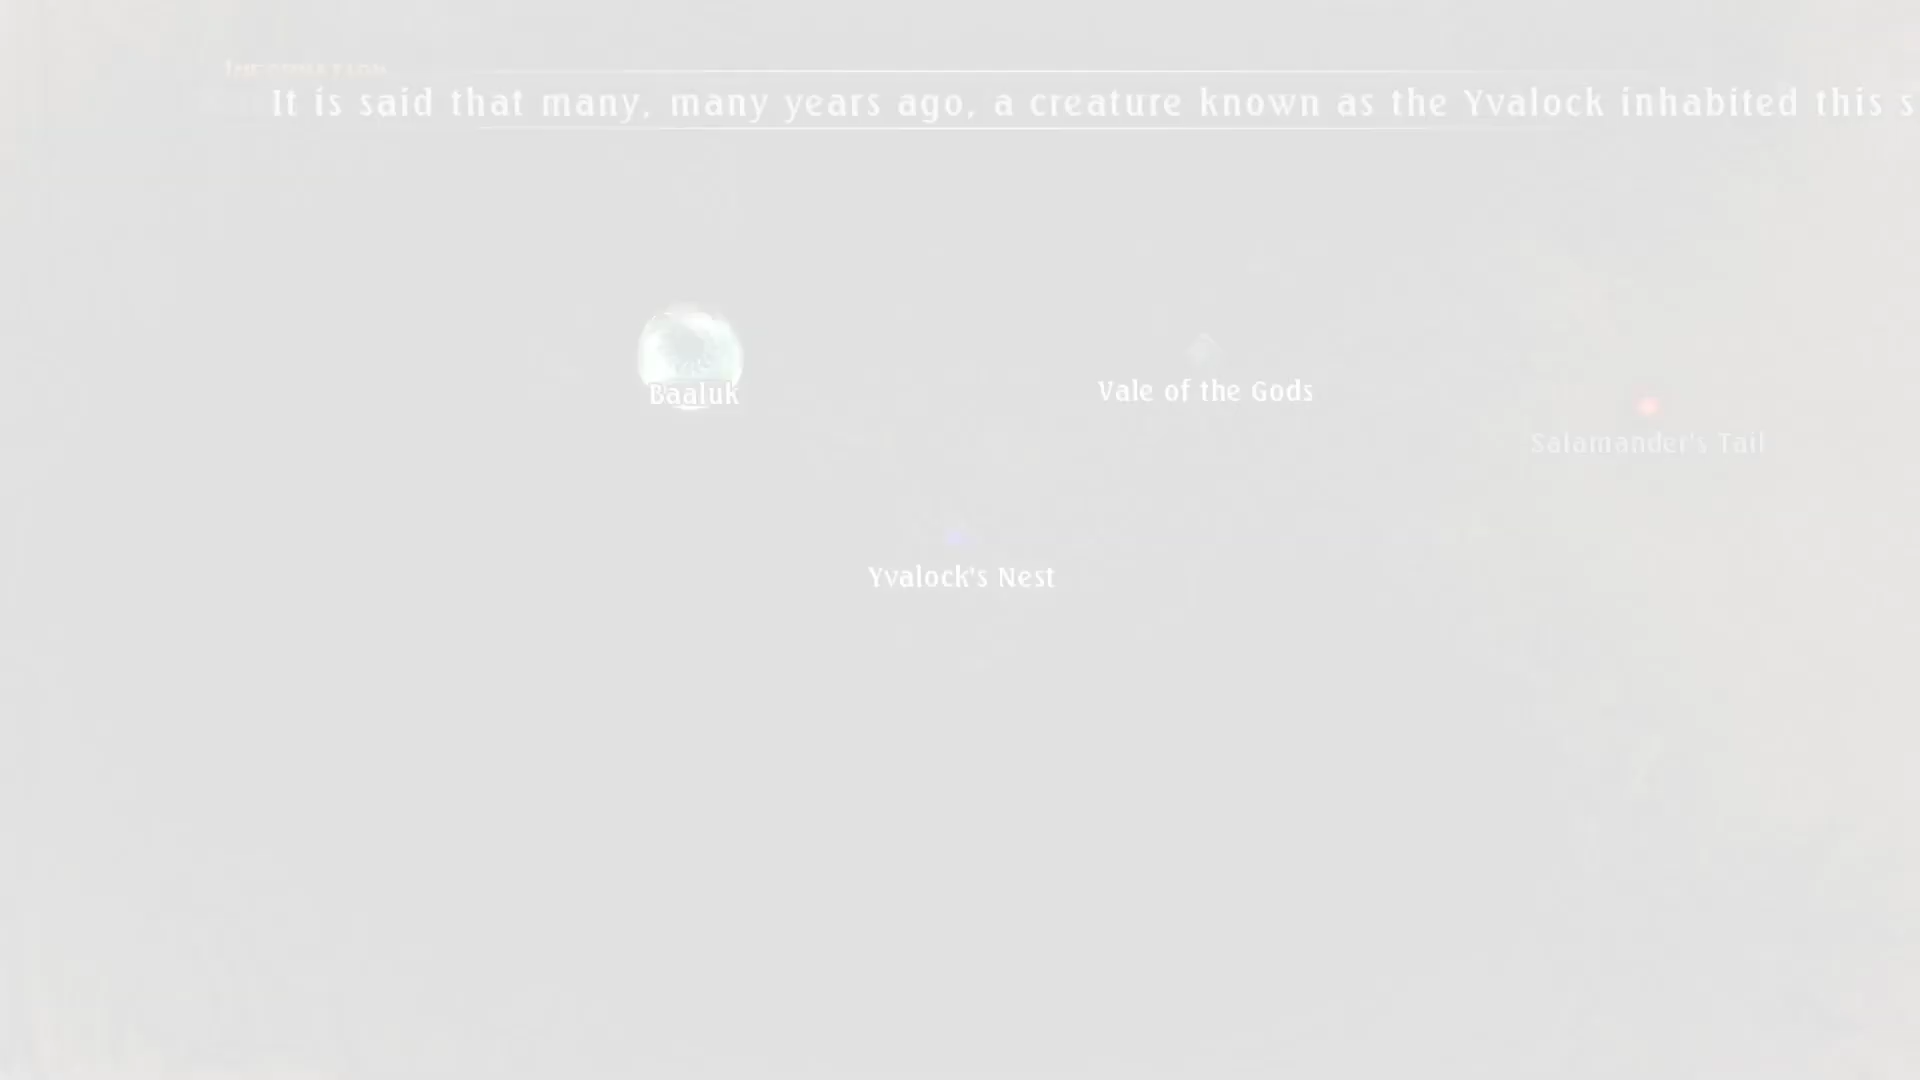 INFORMATION
It is said that many, many years ago, a creature known as the Yvalock inhabited this s
Baaluk
Vale of the Gods
Salamander's Tail
Yvalock's Nest